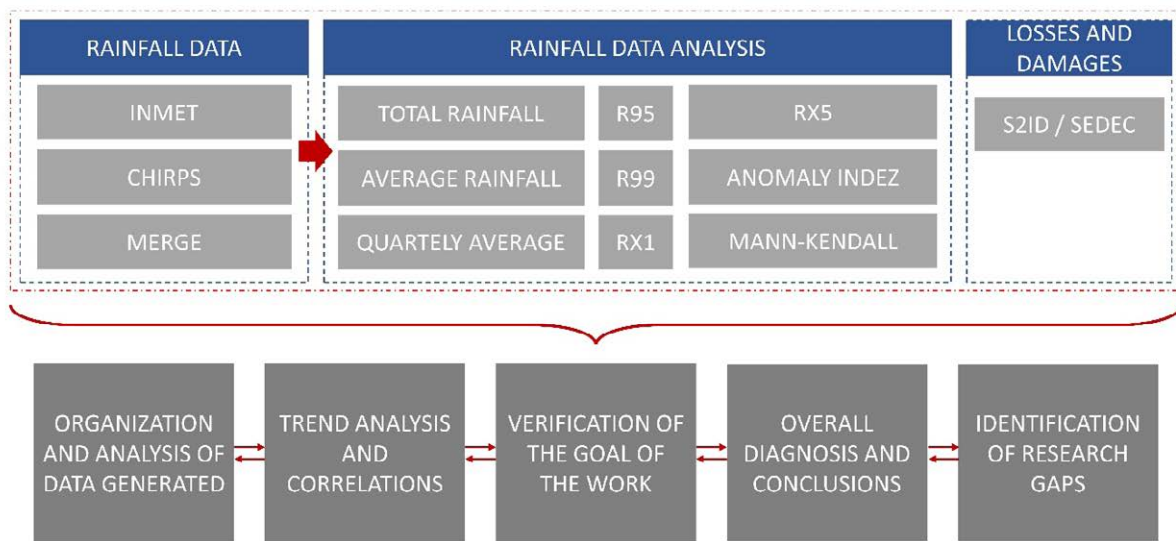 RAINFALL DATA
INMET
CHIRPS
MERGE
RAINFALL DATA ANALYSIS
TOTAL RAINFALL
R95
RX5
AVERAGE RAINFALL
R99
ANOMALY INDEZ
QUARTELY AVERAGE
RX1
MANN-KENDALL
LOSSES AND
DAMAGES
S2ID / SEDEC
ORGANIZATION
AND ANALYSIS OF
DATA GENERATED
TREND ANALYSIS
AND
CORRELATIONS
VERIFICATION OF
THE GOAL OF
THE WORK
OVERALL
DIAGNOSIS AND
CONCLUSIONS
IDENTIFICATION
OF RESEARCH
GAPS